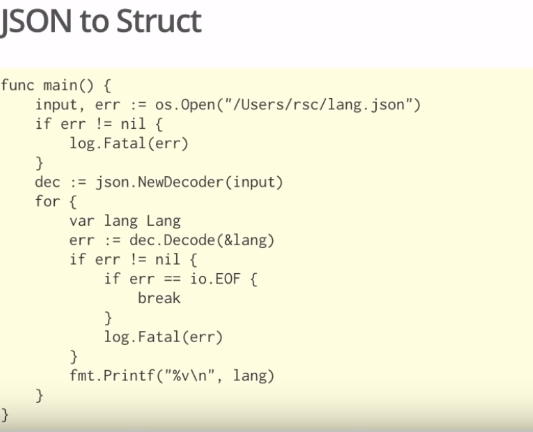 JSON to Struct
func main() {
    input, err := os.Open("/Users/rsc/lang.json")
    if err != nil {
        log.Fatal(err)
    }
    dec := json.NewDecoder(input)
    for {
        var lang Lang
        err := dec.Decode(&lang)
        if err != nil {
            if err == io.EOF {
                break
            }
            log.Fatal(err)
        }
        fmt.Printf("%v\n", lang)
    }
}